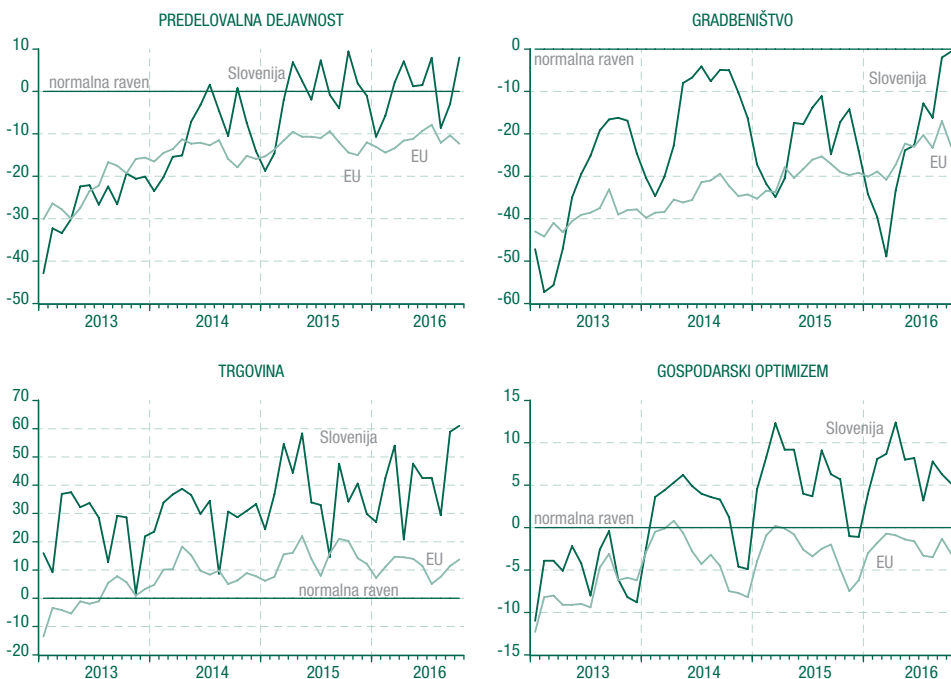 PREDELOVALNA DEJAVNOST
10
0
-10
-20
-30
-40
-50
normalna raven
Slovenija
EU
EU
2013 2014 2015 2016
GRADBENIŠTVO
0
-10
-20
-30
-40
-50
-60
normalna raven
Slovenija
EU
2013 2014 2015 2016
TRGOVINA
70
60
50
40
30
20
10
0
-10
-20
Slovenija
EU
normalna raven
2013 2014 2015 2016
GOSPODARSKI OPTIMIZEM
15
10
5
0
-5
-10
-15
Slovenija
normalna raven
EU
2013 2014 2015 2016